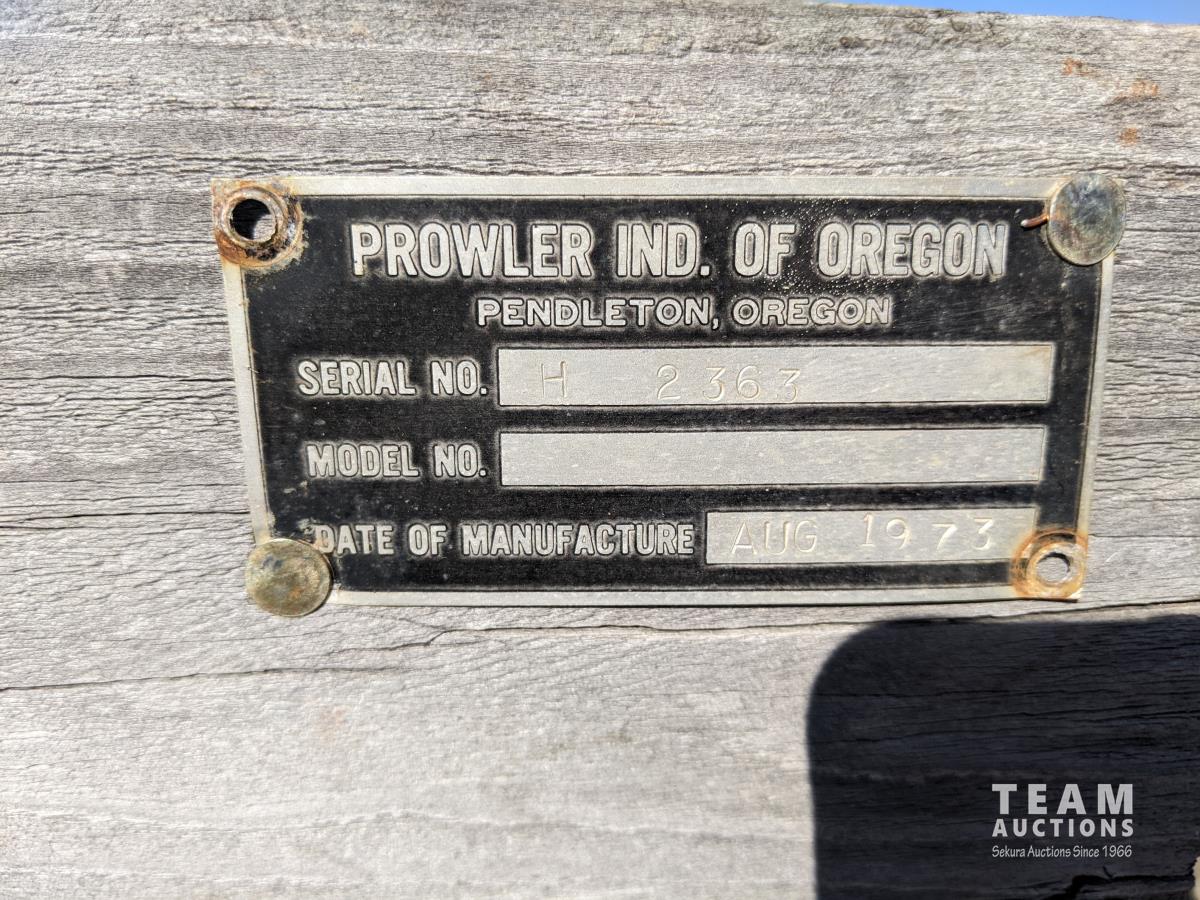 PROWLER IND. OF OREGON
PENDLETON, OREGON
SERIAL NO. H 2363
MODEL NO.
DATE OF MANUFACTURE AUG 1973
TEAM
AUCTIONS
Sekura Auctions Since 1966